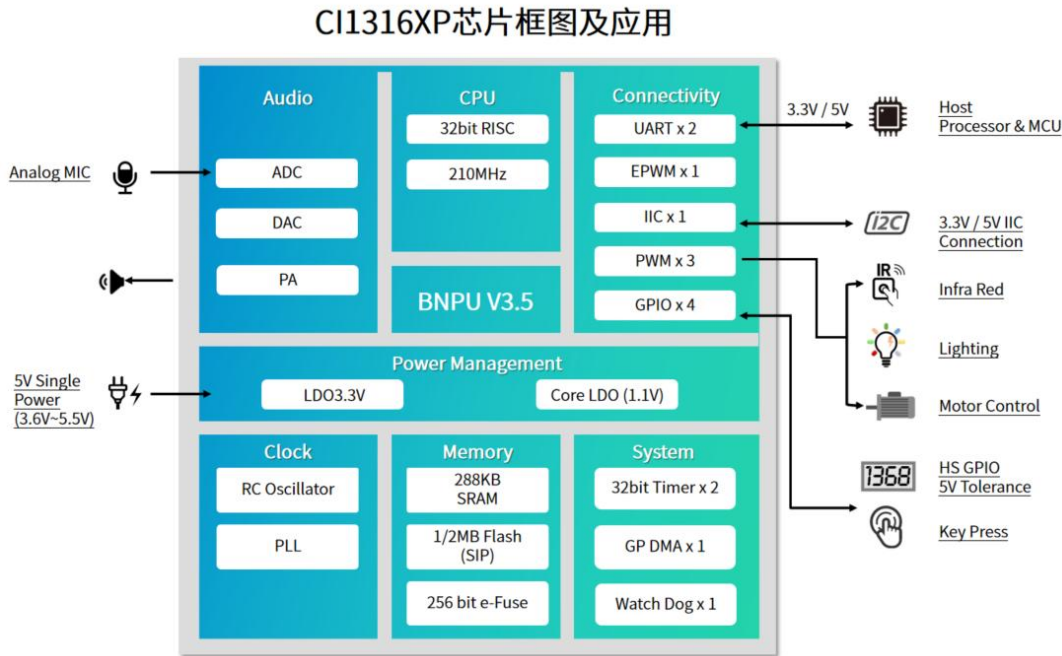 CI1316XP芯片框图及应用
Audio
ADC
DAC
PA
CPU
32bit RISC
210MHz
BNPU V3.5
Connectivity
UART x 2
EPWM x 1
IIC x 1
PWM x 3
GPIO x 4
Power Management
LDO3.3V
Core LDO (1.1V)
Clock
RC Oscillator
PLL
Memory
288KB
SRAM
1/2MB Flash
(SIP)
256 bit e-Fuse
System
32bit Timer x 2
GP DMA x 1
Watch Dog x 1
Analog MIC
5V Single
Power
(3.6V~5.5V)
3.3V / 5V
Host
Processor & MCU
I2C
3.3V / 5V IIC
Connection
IR
Infra Red
Lighting
Motor Control
1368
HS GPIO
5V Tolerance
Key Press